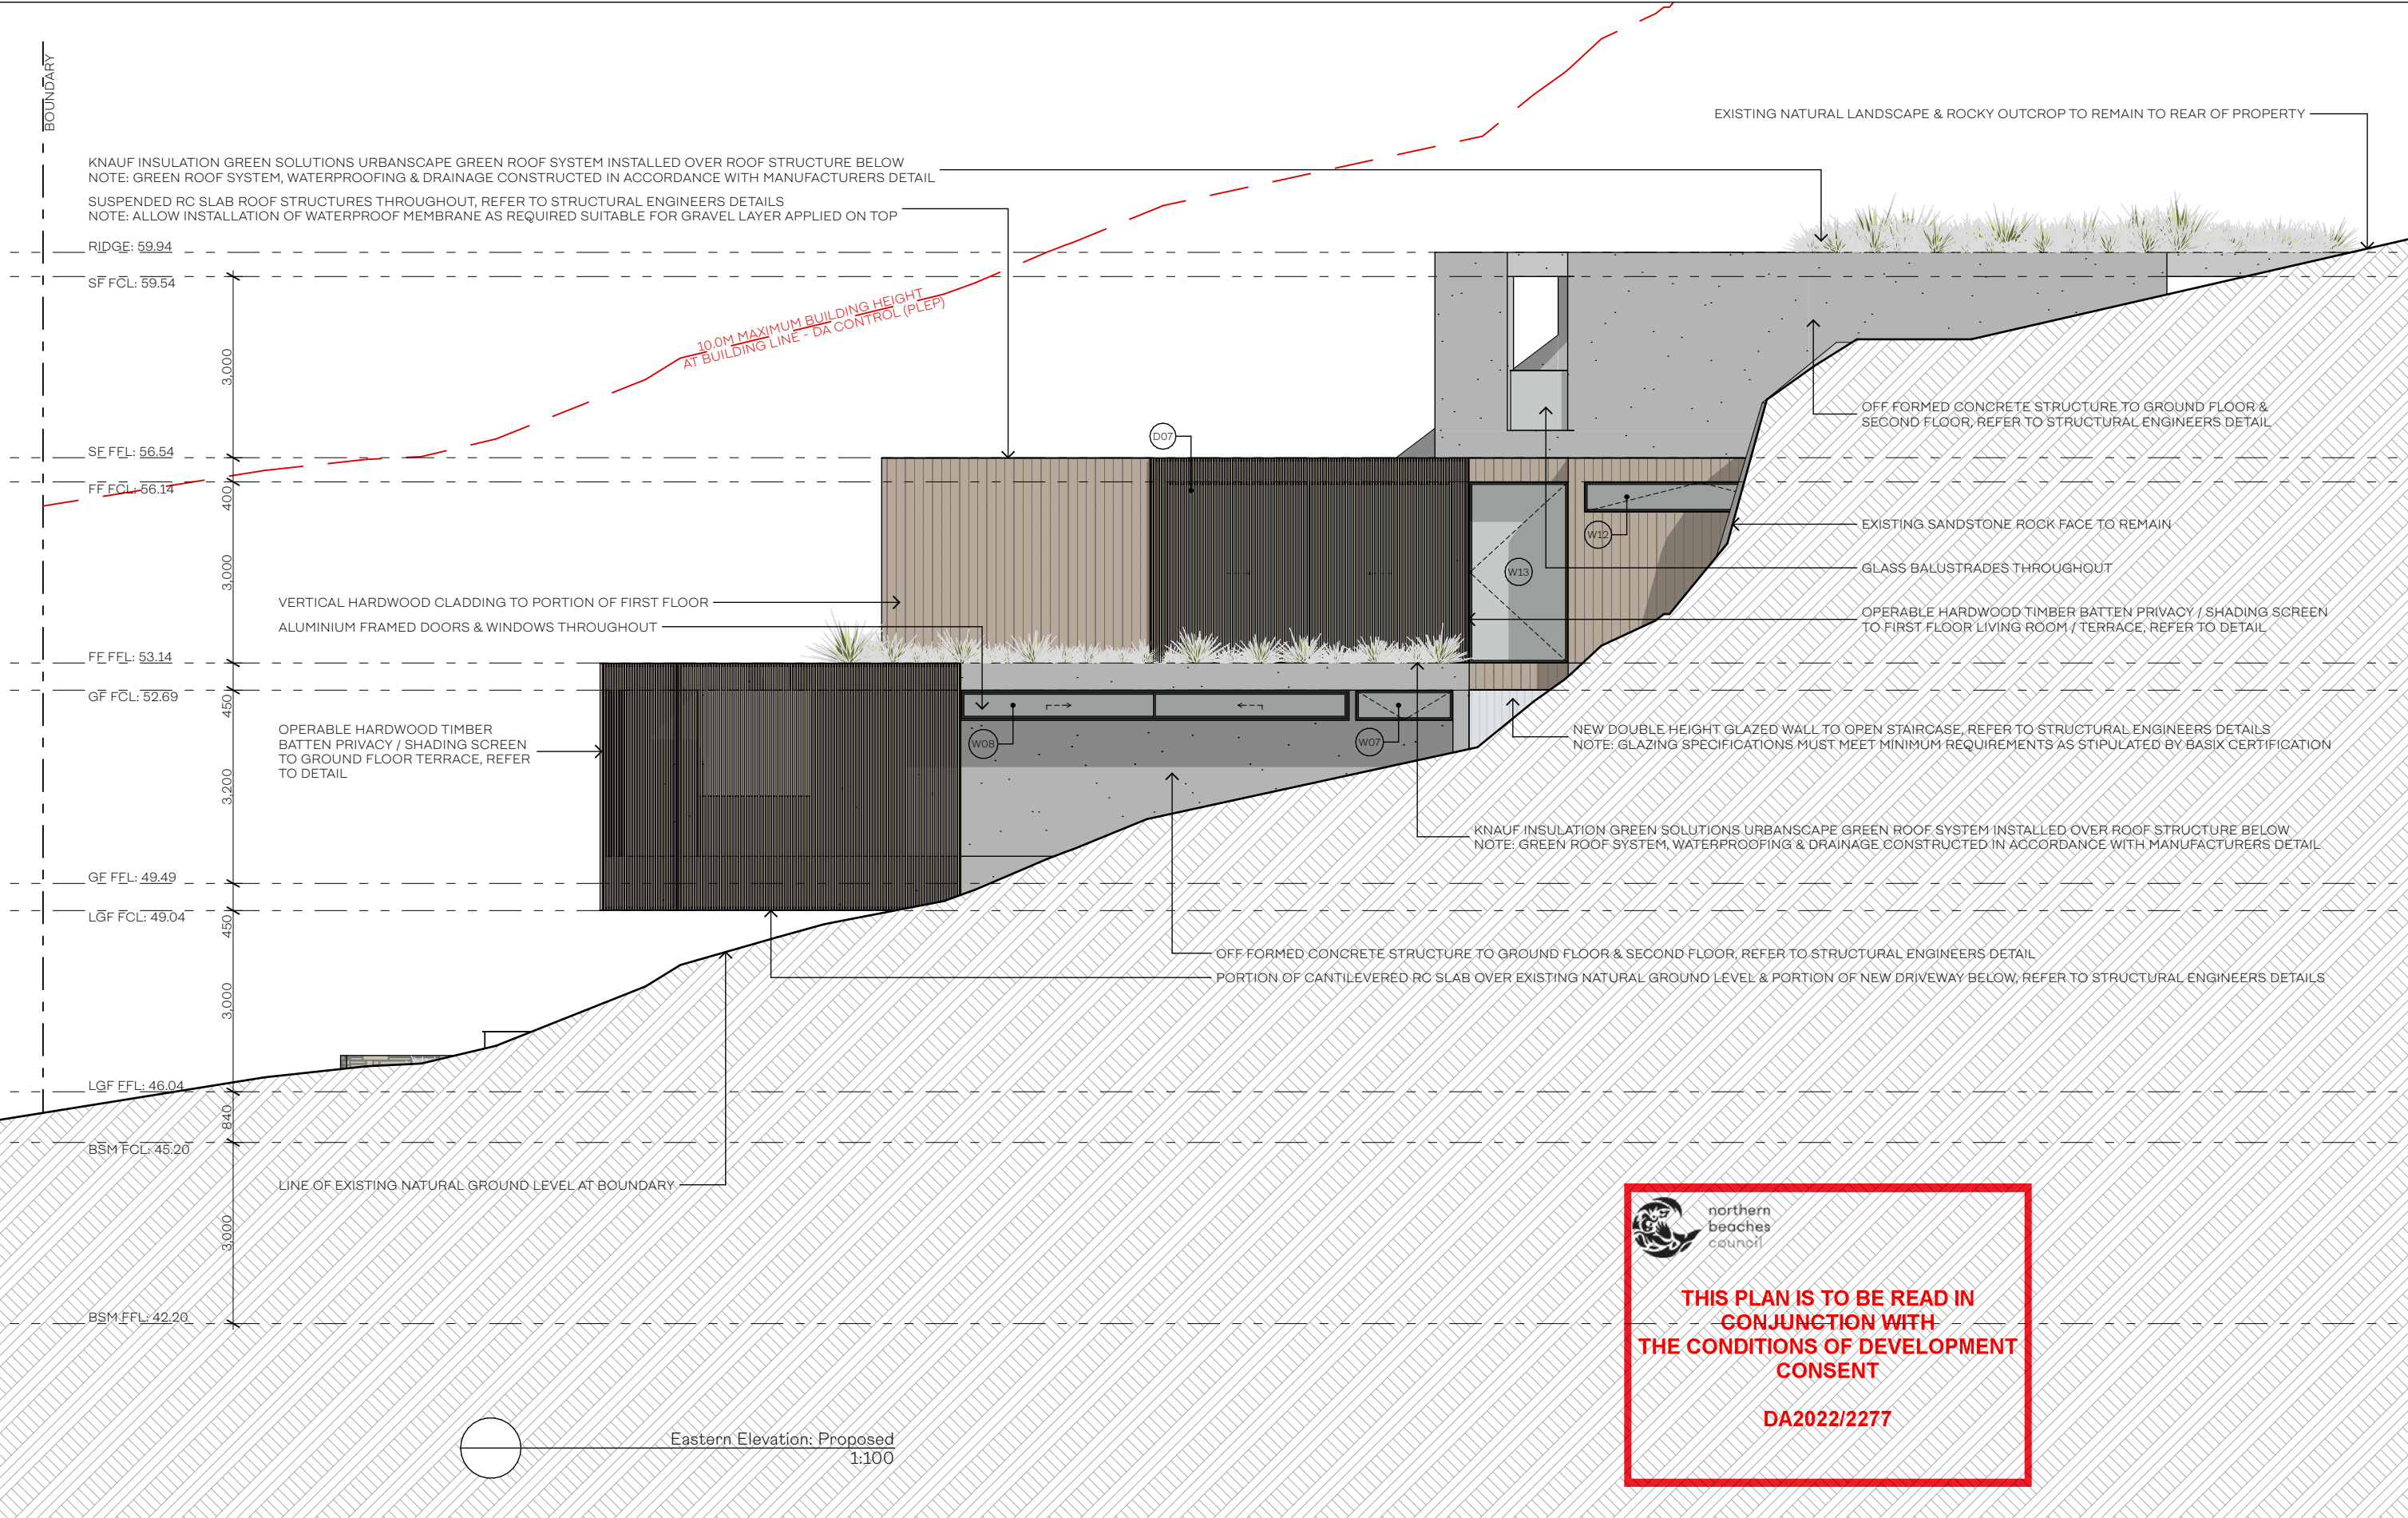 BOUNDARY
EXISTING NATURAL LANDSCAPE & ROCKY OUTCROP TO REMAIN TO REAR OF PROPERTY
KNAUF INSULATION GREEN SOLUTIONS URBANSCAPE GREEN ROOF SYSTEM INSTALLED OVER ROOF STRUCTURE BELOW
NOTE: GREEN ROOF SYSTEM, WATERPROOFING & DRAINAGE CONSTRUCTED IN ACCORDANCE WITH MANUFACTURERS DETAIL
SUSPENDED RC SLAB ROOF STRUCTURES THROUGHOUT, REFER TO STRUCTURAL ENGINEERS DETAILS
NOTE: ALLOW INSTALLATION OF WATERPROOF MEMBRANE AS REQUIRED SUITABLE FOR GRAVEL LAYER APPLIED ON TOP
RIDGE: 59.94
SF FCL: 59.54
10.0M MAXIMUM BUILDING HEIGHT
AT BUILDING LINE - DA CONTROL (PLEP)
3,000
OFF FORMED CONCRETE STRUCTURE TO GROUND FLOOR &
SECOND FLOOR, REFER TO STRUCTURAL ENGINEERS DETAIL
D07
SF FFL: 56.54
FF FCL: 56.14
400
EXISTING SANDSTONE ROCK FACE TO REMAIN
W12
W13
3,000
GLASS BALUSTRADES THROUGHOUT
VERTICAL HARDWOOD CLADDING TO PORTION OF FIRST FLOOR
ALUMINIUM FRAMED DOORS & WINDOWS THROUGHOUT
OPERABLE HARDWOOD TIMBER BATTEN PRIVACY / SHADING SCREEN
TO FIRST FLOOR LIVING ROOM / TERRACE, REFER TO DETAIL
FF FFL: 53.14
GF FCL: 52.69
450
OPERABLE HARDWOOD TIMBER
BATTEN PRIVACY / SHADING SCREEN
TO GROUND FLOOR TERRACE, REFER
TO DETAIL
W08
W07
NEW DOUBLE HEIGHT GLAZED WALL TO OPEN STAIRCASE, REFER TO STRUCTURAL ENGINEERS DETAILS
NOTE: GLAZING SPECIFICATIONS MUST MEET MINIMUM REQUIREMENTS AS STIPULATED BY BASIX CERTIFICATION
3,200
KNAUF INSULATION GREEN SOLUTIONS URBANSCAPE GREEN ROOF SYSTEM INSTALLED OVER ROOF STRUCTURE BELOW
NOTE: GREEN ROOF SYSTEM, WATERPROOFING & DRAINAGE CONSTRUCTED IN ACCORDANCE WITH MANUFACTURERS DETAIL
GF FFL: 49.49
LGF FCL: 49.04
450
OFF FORMED CONCRETE STRUCTURE TO GROUND FLOOR & SECOND FLOOR, REFER TO STRUCTURAL ENGINEERS DETAIL
PORTION OF CANTILEVERED RC SLAB OVER EXISTING NATURAL GROUND LEVEL & PORTION OF NEW DRIVEWAY BELOW, REFER TO STRUCTURAL ENGINEERS DETAILS
3,000
LGF FFL: 46.04
840
BSM FCL: 45.20
LINE OF EXISTING NATURAL GROUND LEVEL AT BOUNDARY
3,000
BSM FFL: 42.20
northern
beaches
council
THIS PLAN IS TO BE READ IN
CONJUNCTION WITH
THE CONDITIONS OF DEVELOPMENT
CONSENT
DA2022/2277
Eastern Elevation: Proposed
1:100